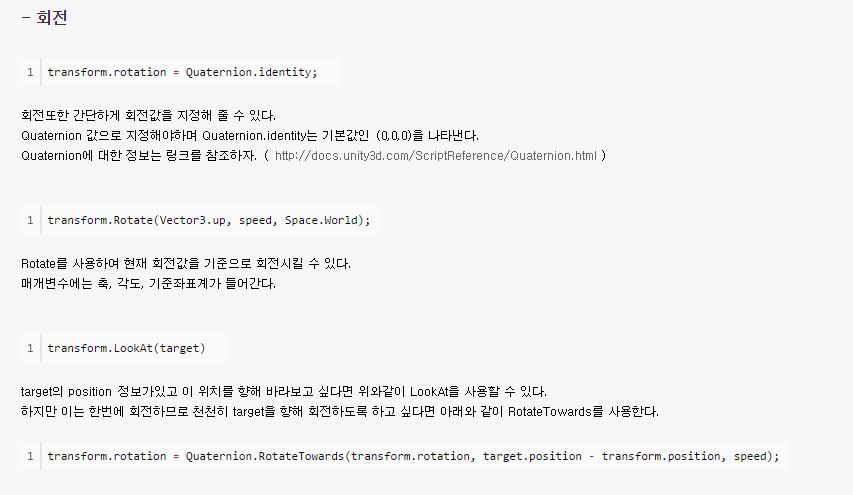 - 회전
1 transform.rotation = Quaternion.identity;
회전또한 간단하게 회전값을 지정해 줄 수 있다.
Quaternion 값으로 지정해야하며 Quaternion.identity는 기본값인 (0,0,0)을 나타낸다.
Quaternion에 대한 정보는 링크를 참조하자. ( http://docs.unity3d.com/ScriptReference/Quaternion.html )
1 transform.Rotate(Vector3.up, speed, Space.World);
Rotate를 사용하여 현재 회전값을 기준으로 회전시킬 수 있다.
매개변수에는 축, 각도, 기준좌표계가 들어간다.
1 transform.LookAt(target)
target의 position 정보가있고 이 위치를 향해 바라보고 싶다면 위와같이 LookAt을 사용할 수 있다.
하지만 이는 한번에 회전하므로 천천히 target을 향해 회전하도록 하고 싶다면 아래와 같이 RotateTowards를 사용한다.
1 transform.rotation = Quaternion.RotateTowards(transform.rotation, target.position - transform.position, speed);